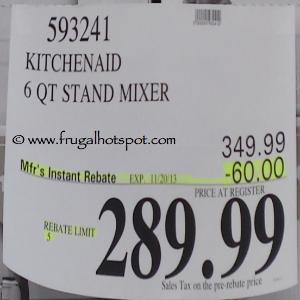 593241
KITCHENAID
6 QT STAND MIXER
www.frugalhotspot.com
349.99
Mfr's Instant Rebate EXP. 11/20/13 -60.00
PRICE AT REGISTER
REBATE LIMIT
5
289.99
Sales Tax on the pre-rebate price